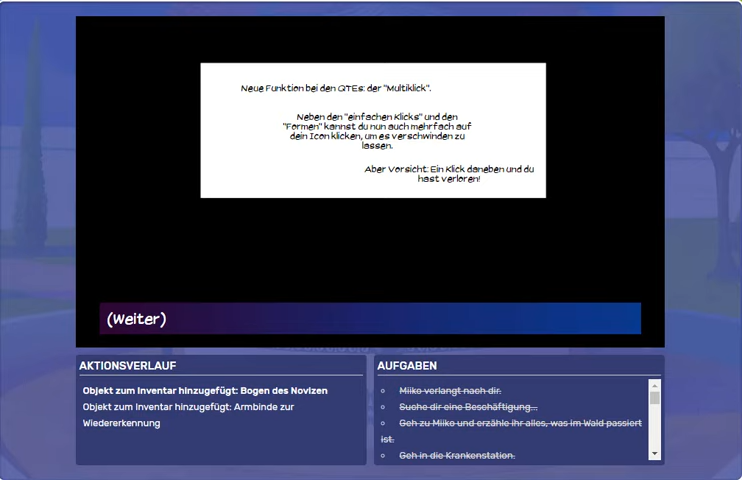 Neue Funktion bei den QTEs: der "Multiklick".
Neben den "einfachen Klicks" und den
"Formen" kannst du nun auch mehrfach auf
dein Icon klicken, um es verschwinden zu
lassen.
Aber Vorsicht: Ein Klick daneben und du
hast verloren!
(Weiter)
AKTIONSVERLAUF
Objekt zum Inventar hinzugefügt: Bogen des Novizen
Objekt zum Inventar hinzugefügt: Armbinde zur
Wiedererkennung
AUFGABEN
Miiko verlangt nach dir.
Suche dir eine Beschäftigung...
Geh zu Miiko und erzähle ihr alles, was im Wald passiert
ist.
Geh in die Krankenstation.